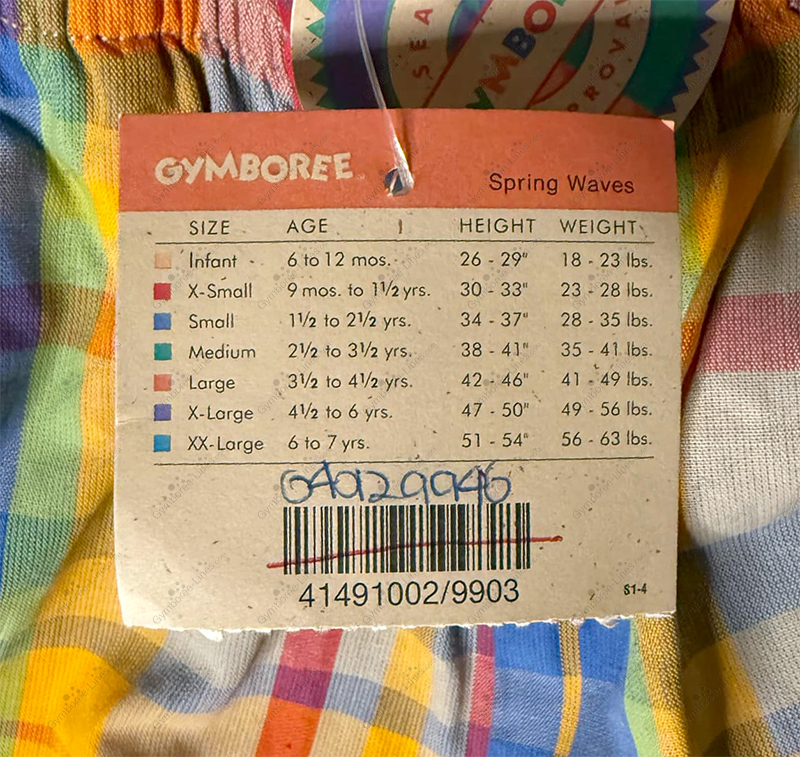 SEA
GYMBO
PROVA
GYMBOREE
Spring Waves
SIZE AGE HEIGHT WEIGHT
Infant 6 to 12 mos. 26 - 29" 18 - 23 lbs.
X-Small 9 mos. to 1½ yrs. 30 - 33" 23 - 28 lbs.
Small 1½ to 2½ yrs. 34 - 37" 28 - 35 lbs.
Medium 2½ to 3½ yrs. 38 - 41" 35 - 41 lbs.
Large 3½ to 4½ yrs. 42 - 46" 41 - 49 lbs.
X-Large 4½ to 6 yrs. 47 - 50" 49 - 56 lbs.
XX-Large 6 to 7 yrs. 51 - 54" 56 - 63 lbs.
41491002/9903
S1-4